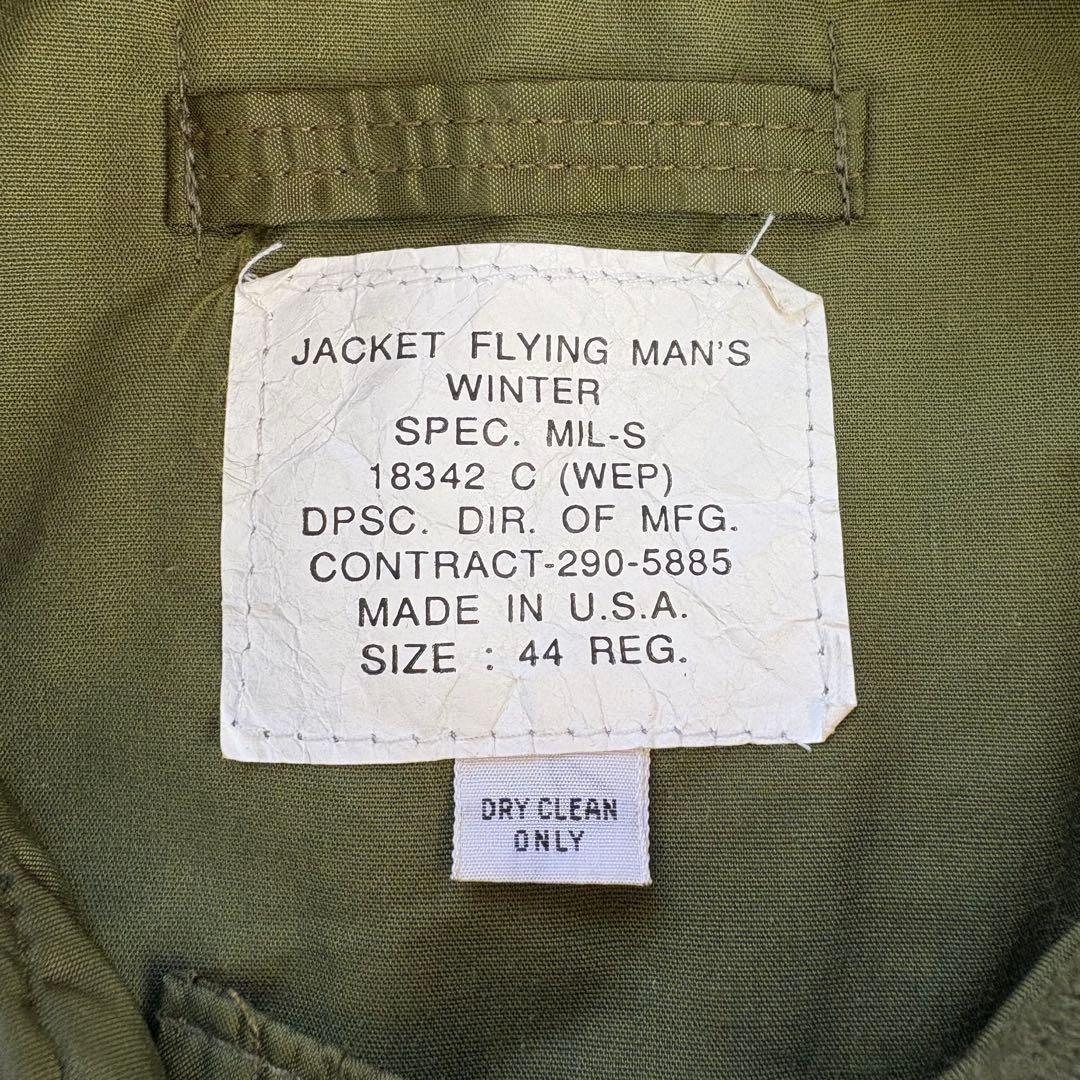 JACKET FLYING MAN'S
WINTER
SPEC. MIL-S
18342 C (WEP)
DPSC. DIR. OF MFG.
CONTRACT-290-5885
MADE IN U.S.A.
SIZE : 44 REG.
DRY CLEAN
ONLY